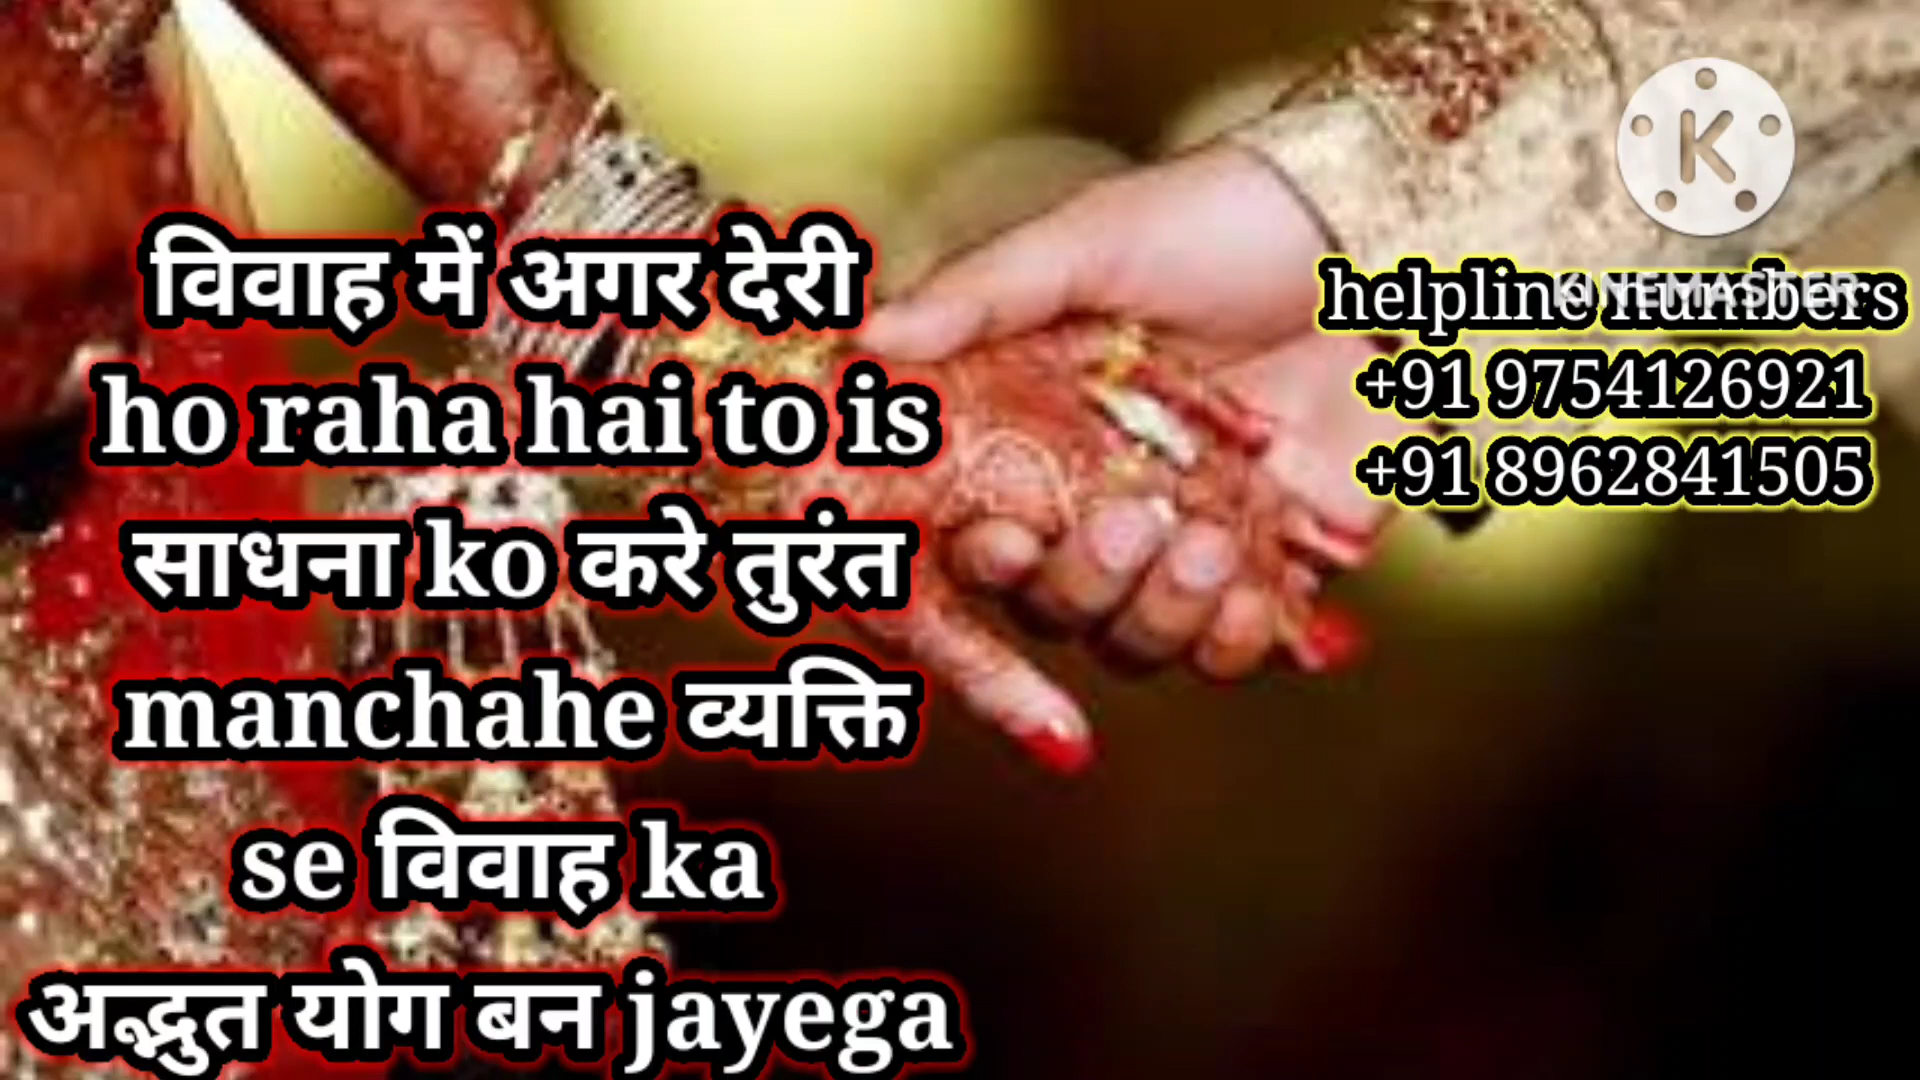 विवाह में अगर देरी
ho raha hai to is
साधना ko करे तुरंत
manchahe व्यक्ति
se विवाह ka
अद्भुत योग बन jayega
K
KINEMASTER
helpline numbers
+91 9754126921
+91 8962841505